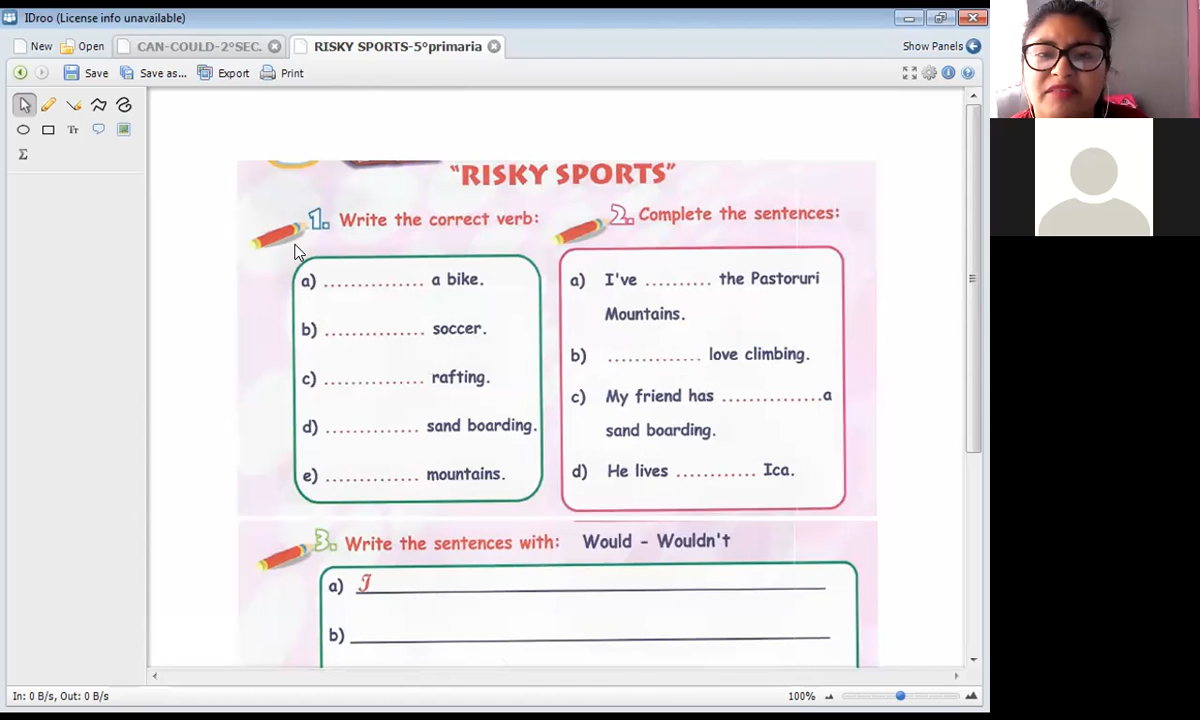 IDroo (License info unavailable)
New Open CAN-COULD-2°SEC. RISKY SPORTS-5°primaria Show Panels
Save Save as... Export Print
Tr
Σ
"RISKY SPORTS"
1. Write the correct verb:
a) .............. a bike.
b) .............. soccer.
c) .............. rafting.
d) ............. sand boarding.
e) ............. mountains.
2. Complete the sentences:
a) I've .......... the Pastoruri
Mountains.
b) ............. love climbing.
c) My friend has ...............a
sand boarding.
d) He lives ............ Ica.
3. Write the sentences with: Would - Wouldn't
a) I
b)
In: 0 B/s, Out: 0 B/s 100%